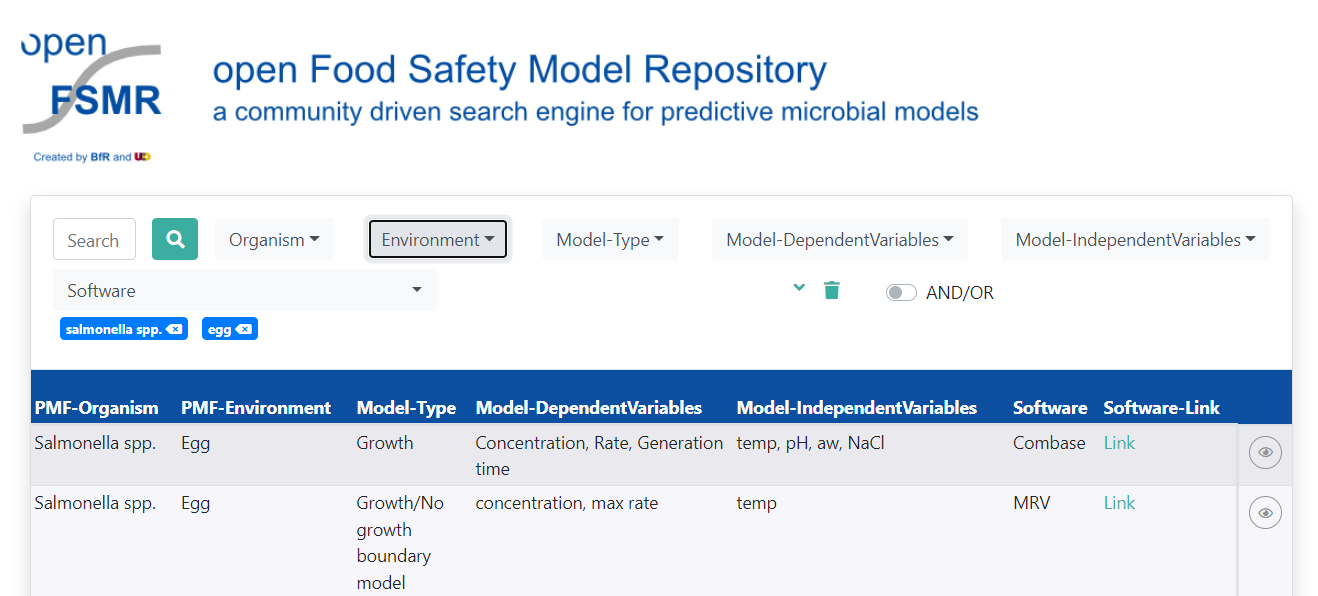 open
FSMR
Created by BfR and UCO
open Food Safety Model Repository
a community driven search engine for predictive microbial models
Search Organism Environment Model-Type Model-DependentVariables Model-IndependentVariables
Software AND/OR
salmonella spp. egg
PMF-Organism PMF-Environment Model-Type Model-DependentVariables Model-IndependentVariables Software Software-Link
Salmonella spp. Egg Growth Concentration, Rate, Generation temp, pH, aw, NaCl Combase Link
time
Salmonella spp. Egg Growth/No concentration, max rate temp MRV Link
growth
boundary
model